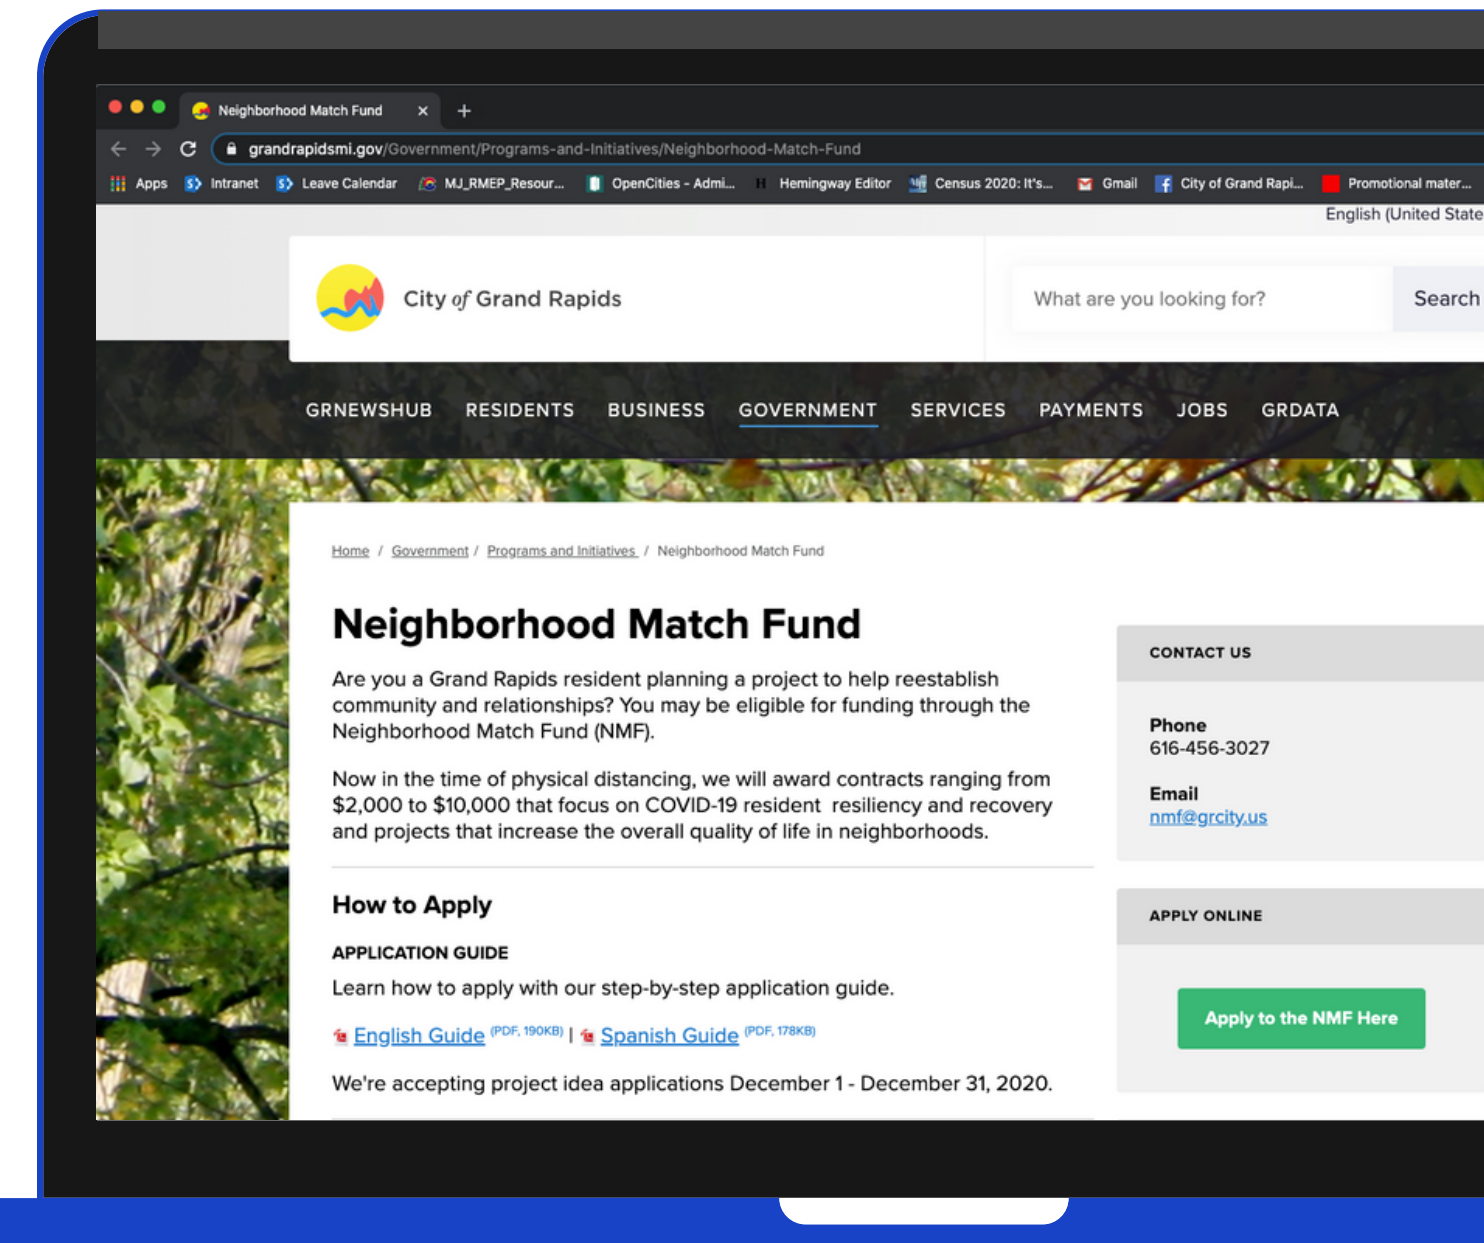 Neighborhood Match Fund
grandrapidsmi.gov/Government/Programs-and-Initiatives/Neighborhood-Match-Fund
Apps Intranet Leave Calendar MJ_RMEP_Resour... OpenCities - Admi... Hemingway Editor Census 2020: It's... Gmail City of Grand Rapi... Promotional mater...
English (United State
City of Grand Rapids
What are you looking for?
Search
GRNEWSHUB RESIDENTS BUSINESS GOVERNMENT SERVICES PAYMENTS JOBS GRDATA
Home / Government / Programs and Initiatives / Neighborhood Match Fund
Neighborhood Match Fund
Are you a Grand Rapids resident planning a project to help reestablish
community and relationships? You may be eligible for funding through the
Neighborhood Match Fund (NMF).
Now in the time of physical distancing, we will award contracts ranging from
$2,000 to $10,000 that focus on COVID-19 resident resiliency and recovery
and projects that increase the overall quality of life in neighborhoods.
How to Apply
APPLICATION GUIDE
Learn how to apply with our step-by-step application guide.
English Guide (PDF, 190KB) | Spanish Guide (PDF, 178KB)
We're accepting project idea applications December 1 - December 31, 2020.
CONTACT US
Phone
616-456-3027
Email
nmf@grcity.us
APPLY ONLINE
Apply to the NMF Here